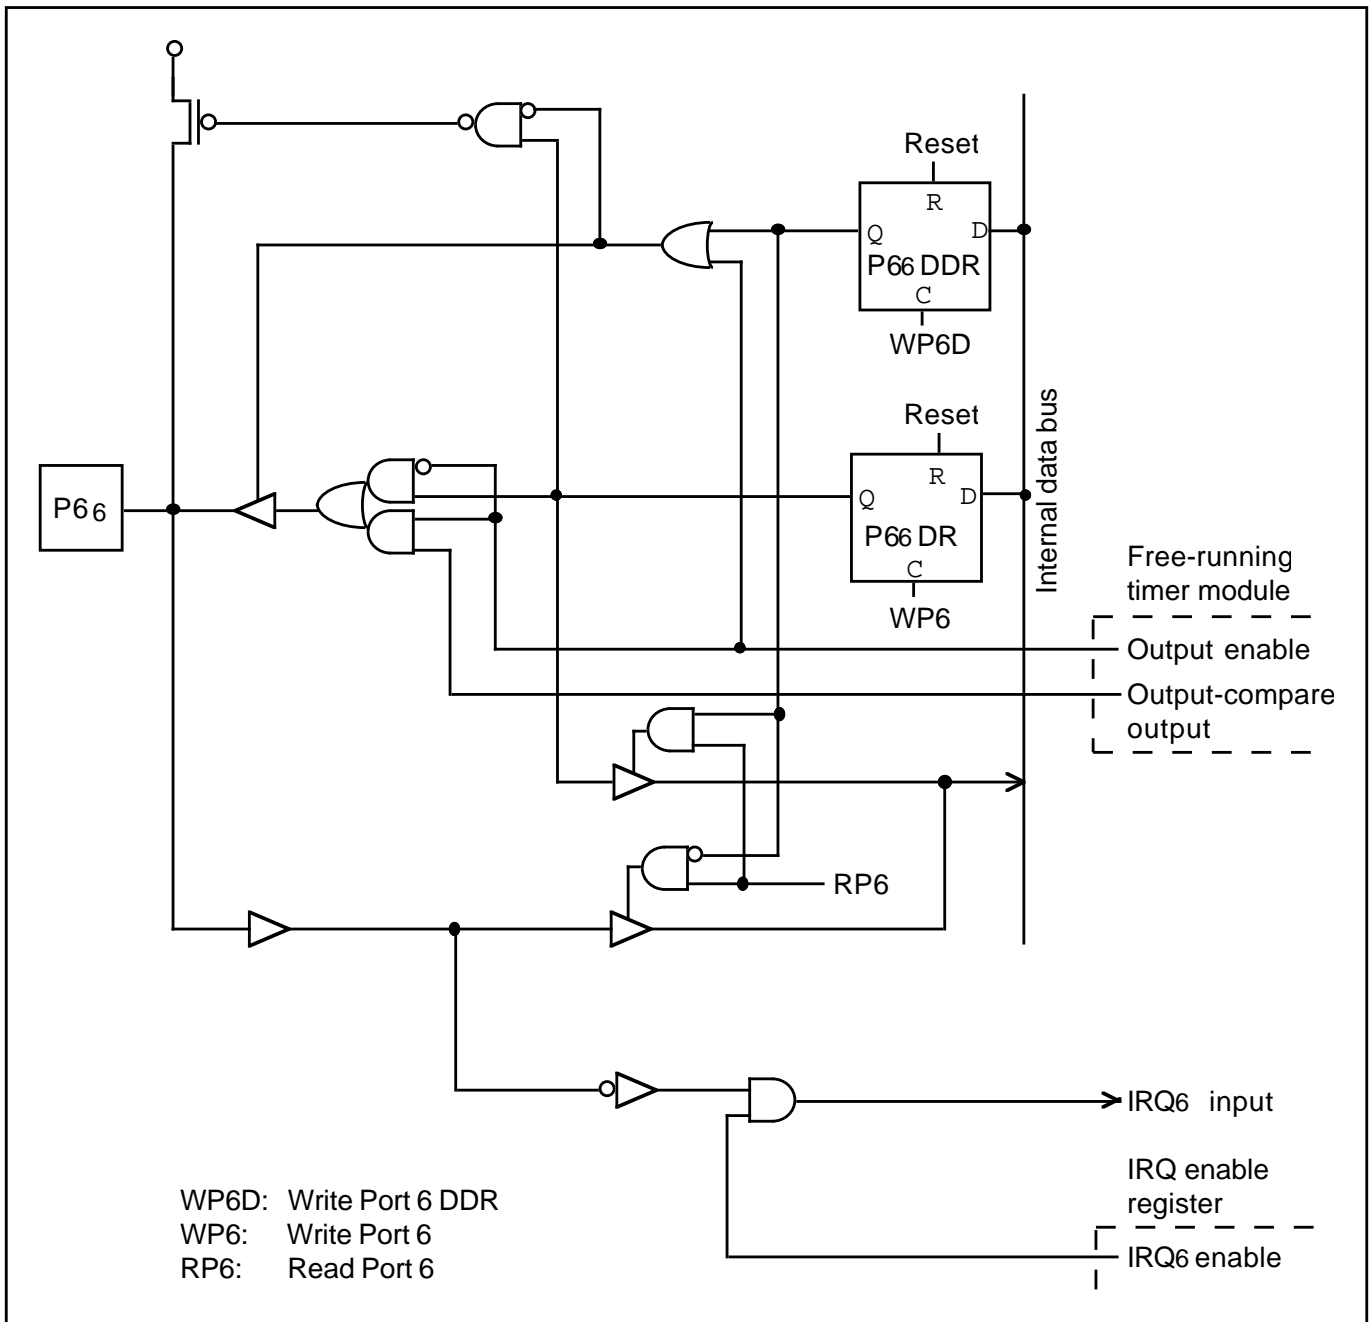 Reset
R
Q
D
P66 DDR
C
WP6D
Reset
R
Q
D
P66 DR
C
WP6
Internal data bus
P66
Free-running
timer module
Output enable
Output-compare
output
RP6
IRQ6 input
IRQ enable
register
IRQ6 enable
WP6D: Write Port 6 DDR
WP6: Write Port 6
RP6: Read Port 6